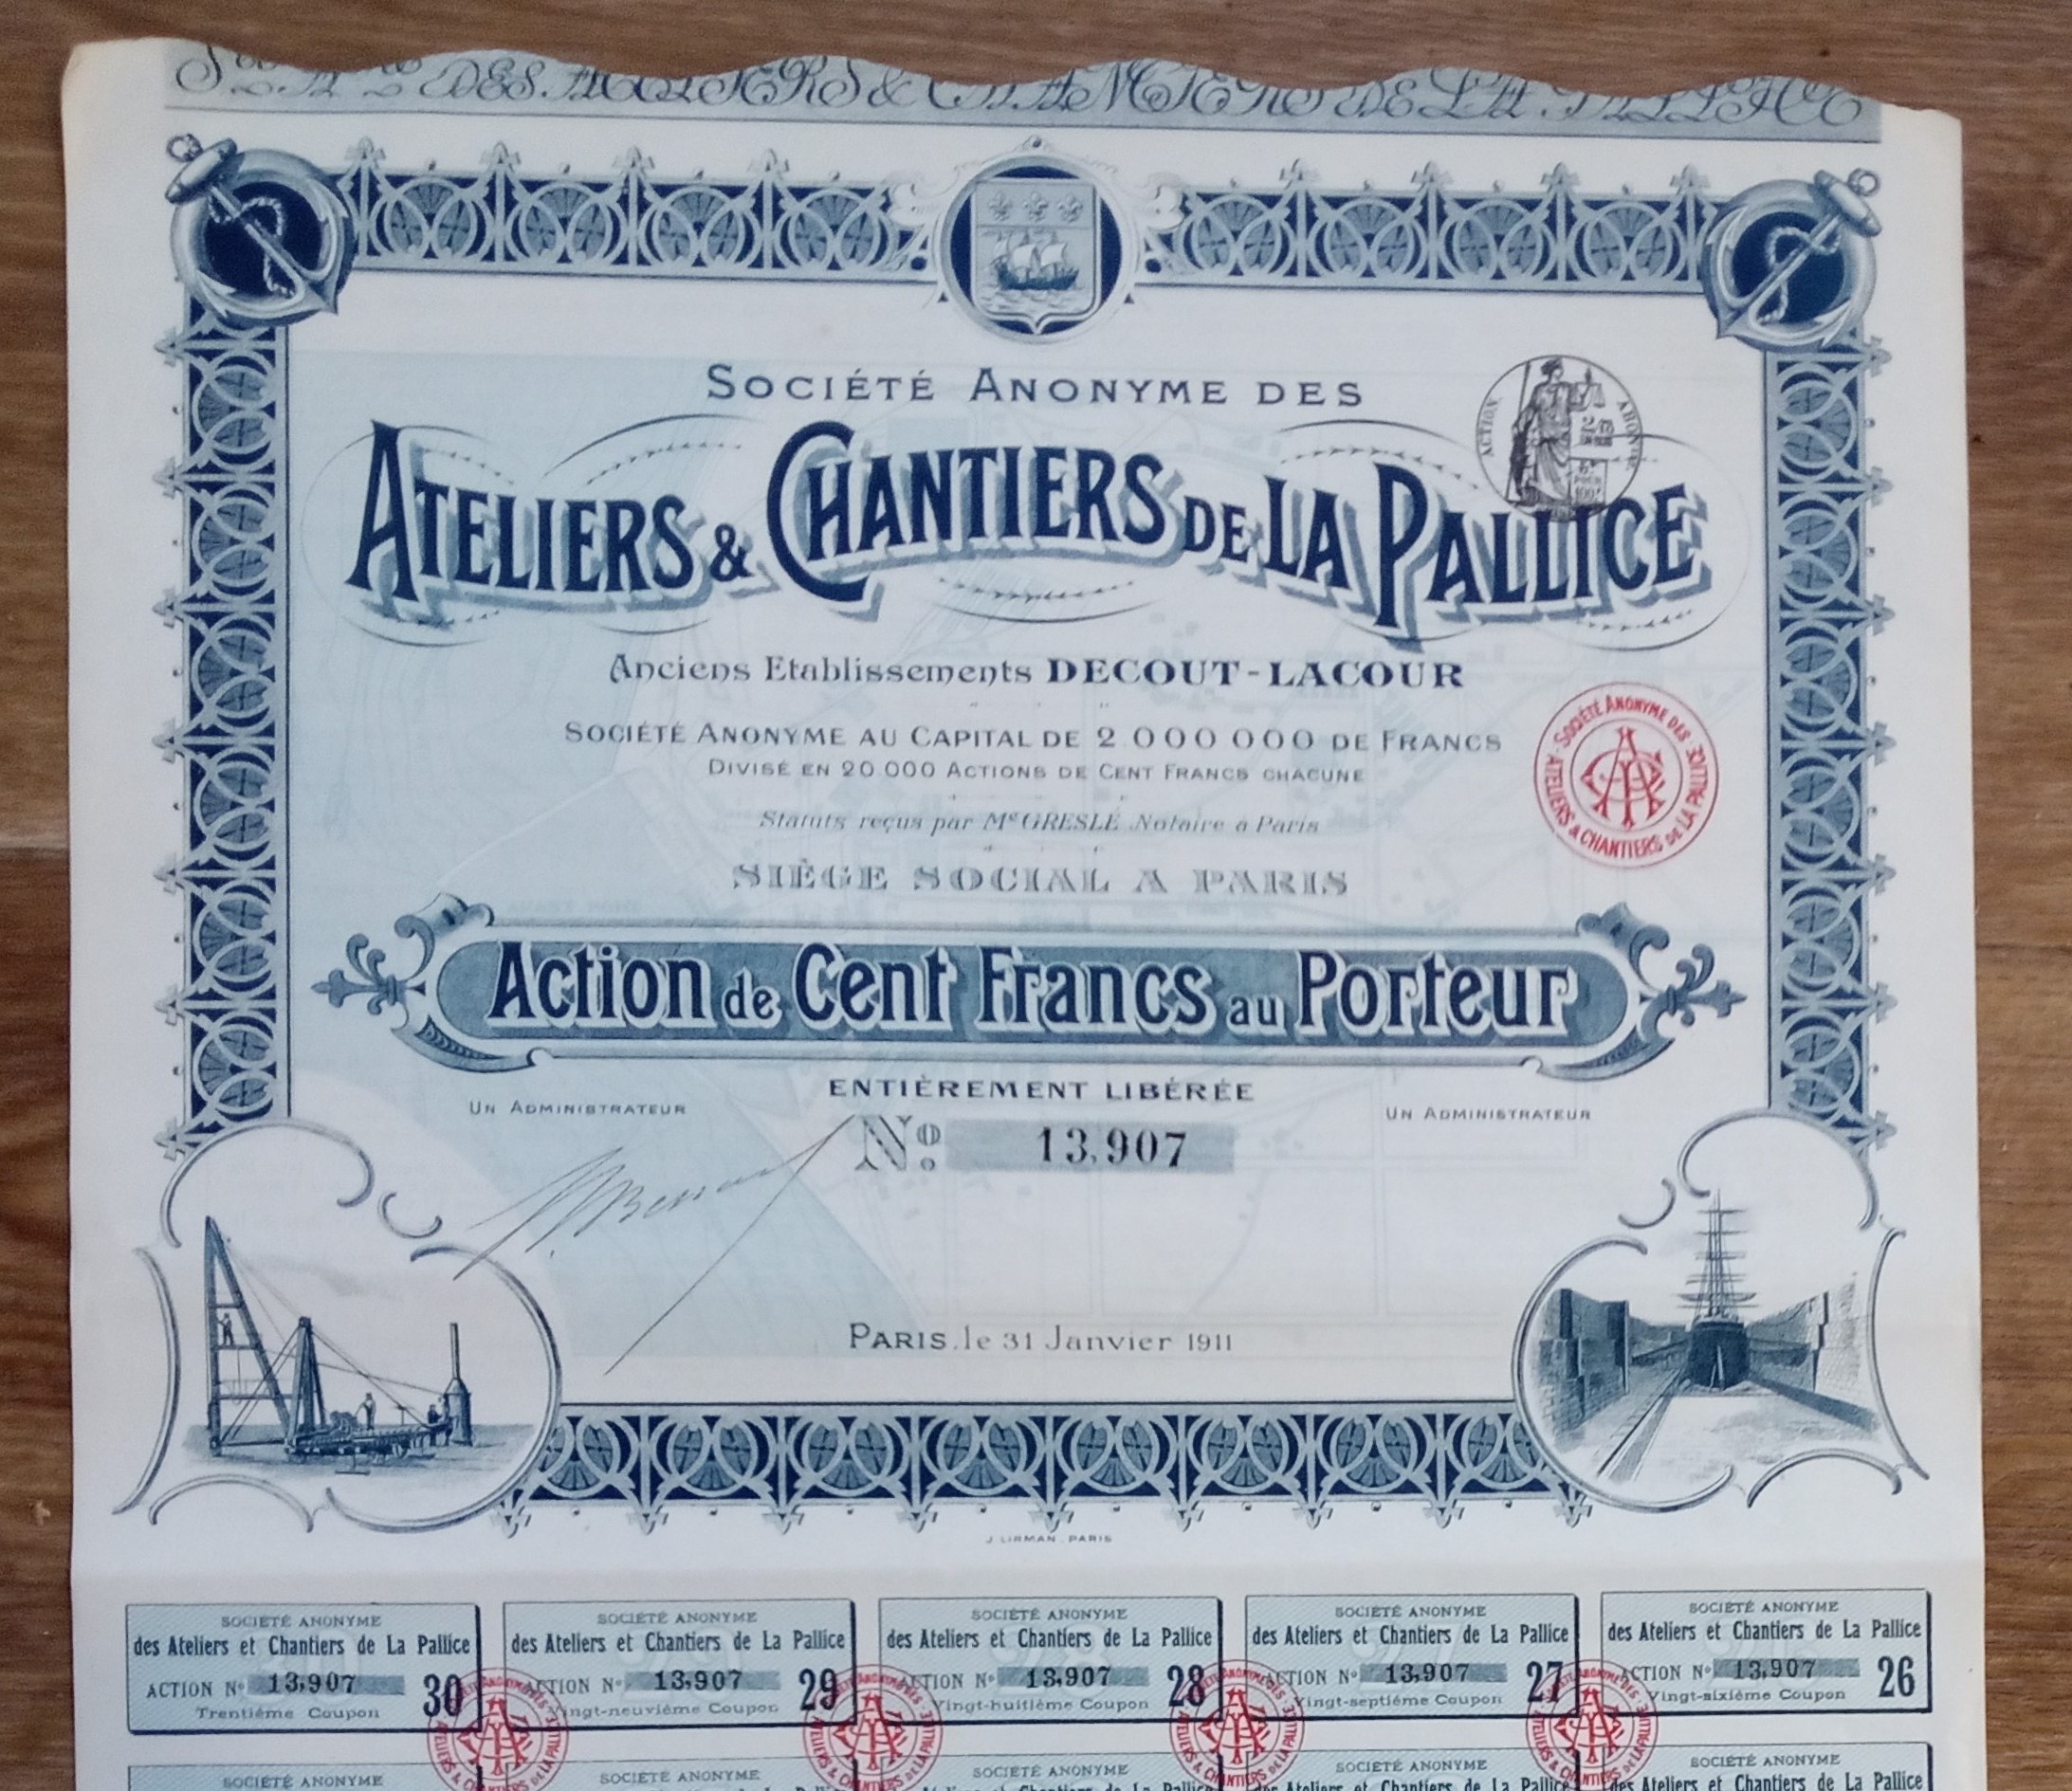 STÉ AME DES ATELIERS & CHANTIERS DE LA PALLICE
SOCIÉTÉ ANONYME DES
ATELIERS & CHANTIERS DE LA PALLICE
ACTION
Anciens Etablissements DECOUT-LACOUR
SOCIÉTÉ ANONYME AU CAPITAL DE 2.000.000 DE FRANCS
DIVISÉ EN 20.000 ACTIONS DE CENT FRANCS CHACUNE
Statuts reçus par Me GRESLÉ Notaire à Paris
SIÈGE SOCIAL A PARIS
SOCIÉTÉ ANONYME DES
ATELIERS & CHANTIERS DE LA PALLICE
Action de Cent Francs au Porteur
ENTIÈREMENT LIBÉRÉE
UN ADMINISTRATEUR
UN ADMINISTRATEUR
No. 13.907
PARIS, le 31 Janvier 1911
J. LIRMAN. PARIS
SOCIÉTÉ ANONYME
des Ateliers et Chantiers de La Pallice
ACTION No 13.907 30
Trentième Coupon
SOCIÉTÉ ANONYME
des Ateliers et Chantiers de La Pallice
ACTION No 13.907 29
Vingt-neuvième Coupon
SOCIÉTÉ ANONYME
des Ateliers et Chantiers de La Pallice
ACTION No 13.907 28
Vingt-huitième Coupon
SOCIÉTÉ ANONYME
des Ateliers et Chantiers de La Pallice
ACTION No 13.907 27
Vingt-septième Coupon
SOCIÉTÉ ANONYME
des Ateliers et Chantiers de La Pallice
ACTION No 13.907 26
Vingt-sixième Coupon
SOCIÉTÉ ANONYME
SOCIÉTÉ ANONYME
SOCIÉTÉ ANONYME
SOCIÉTÉ ANONYME
SOCIÉTÉ ANONYME
des Ateliers et Chantiers de La Pallice